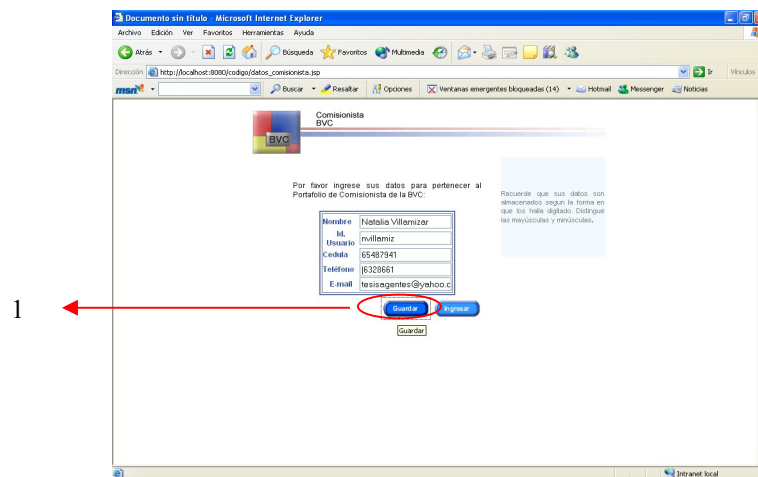 Documento sin título - Microsoft Internet Explorer
Archivo Edición Ver Favoritos Herramientas Ayuda
Atrás Búsqueda Favoritos Multimedia
Dirección http://localhost:8080/codigo/datos_comisionista.jsp Ir Vínculos
msn Buscar Resaltar Opciones Ventanas emergentes bloqueadas (14) Hotmail Messenger Noticias
Comisionista
BVC
BVC
Por favor ingrese sus datos para pertenecer al
Portafolio de Comisionista de la BVC:
Recuerde que sus datos son
almacenados segun la forma en
que los halla digitado. Distingue
las mayúsculas y minúsculas.
Nombre Natalia Villamizar
Id.
Usuario nvillamiz
Cedula 65487941
Teléfono 6328661
E-mail tesisagentes@yahoo.c
1
Guardar Ingresar
Guardar
Intranet local